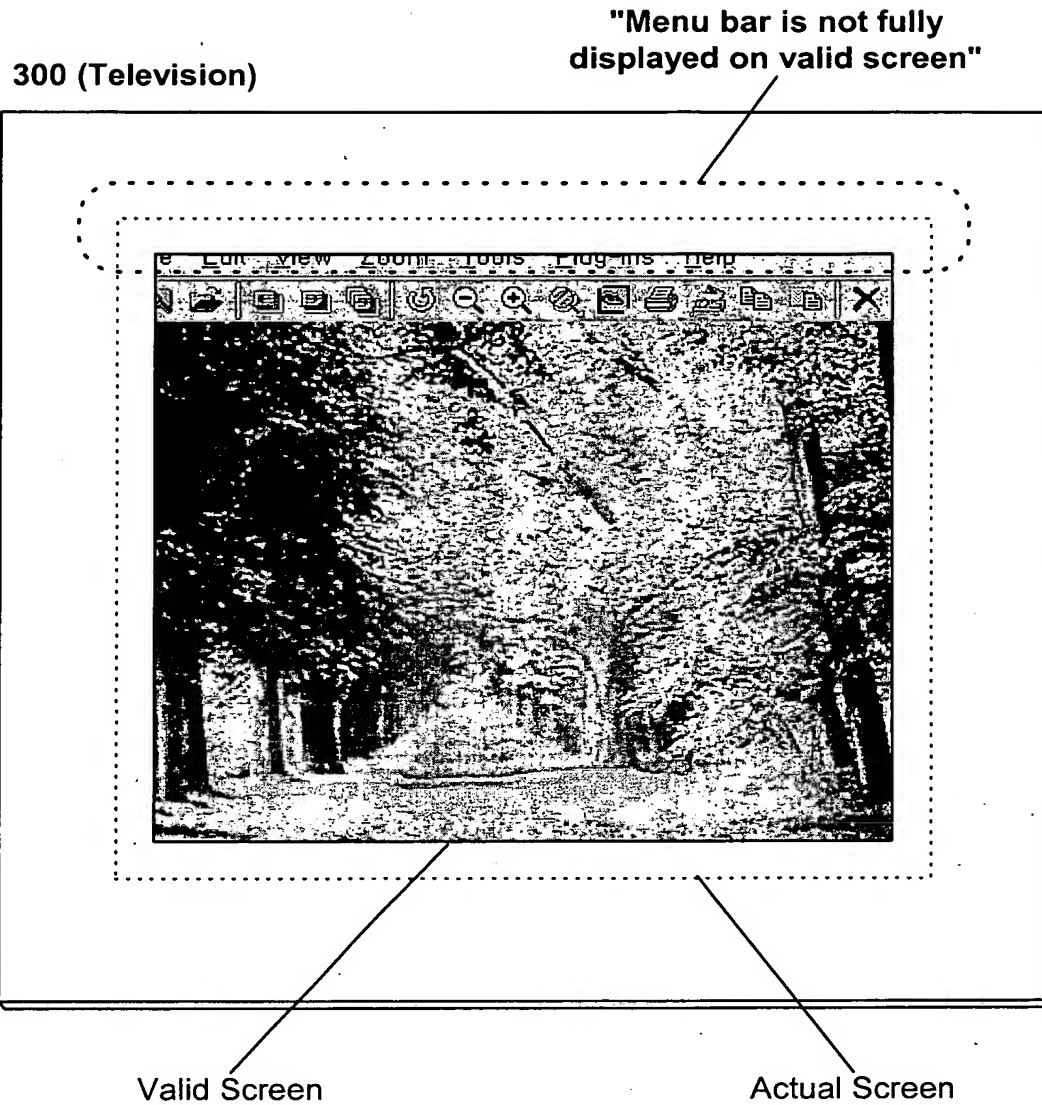 "Menu bar is not fully
displayed on valid screen"
300 (Television)
e Edit View Zoom Tools Plug-ins Help
Valid Screen
Actual Screen